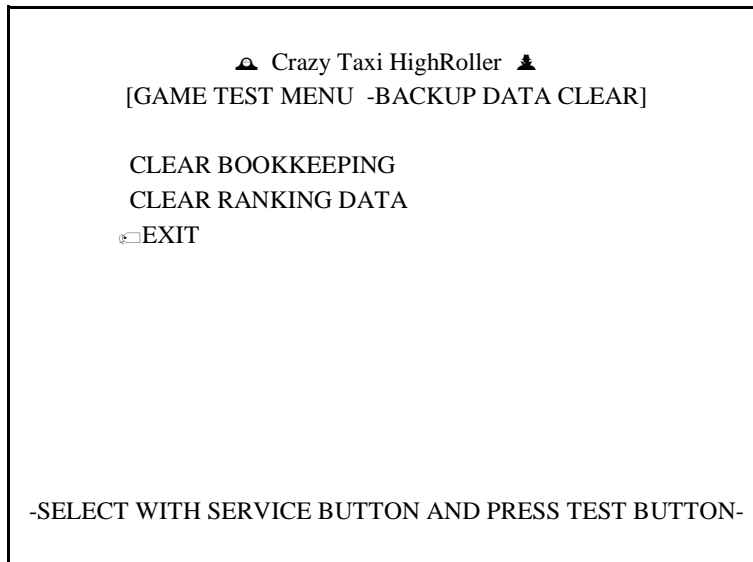 Crazy Taxi HighRoller
[GAME TEST MENU -BACKUP DATA CLEAR]
CLEAR BOOKKEEPING
CLEAR RANKING DATA
EXIT
-SELECT WITH SERVICE BUTTON AND PRESS TEST BUTTON-